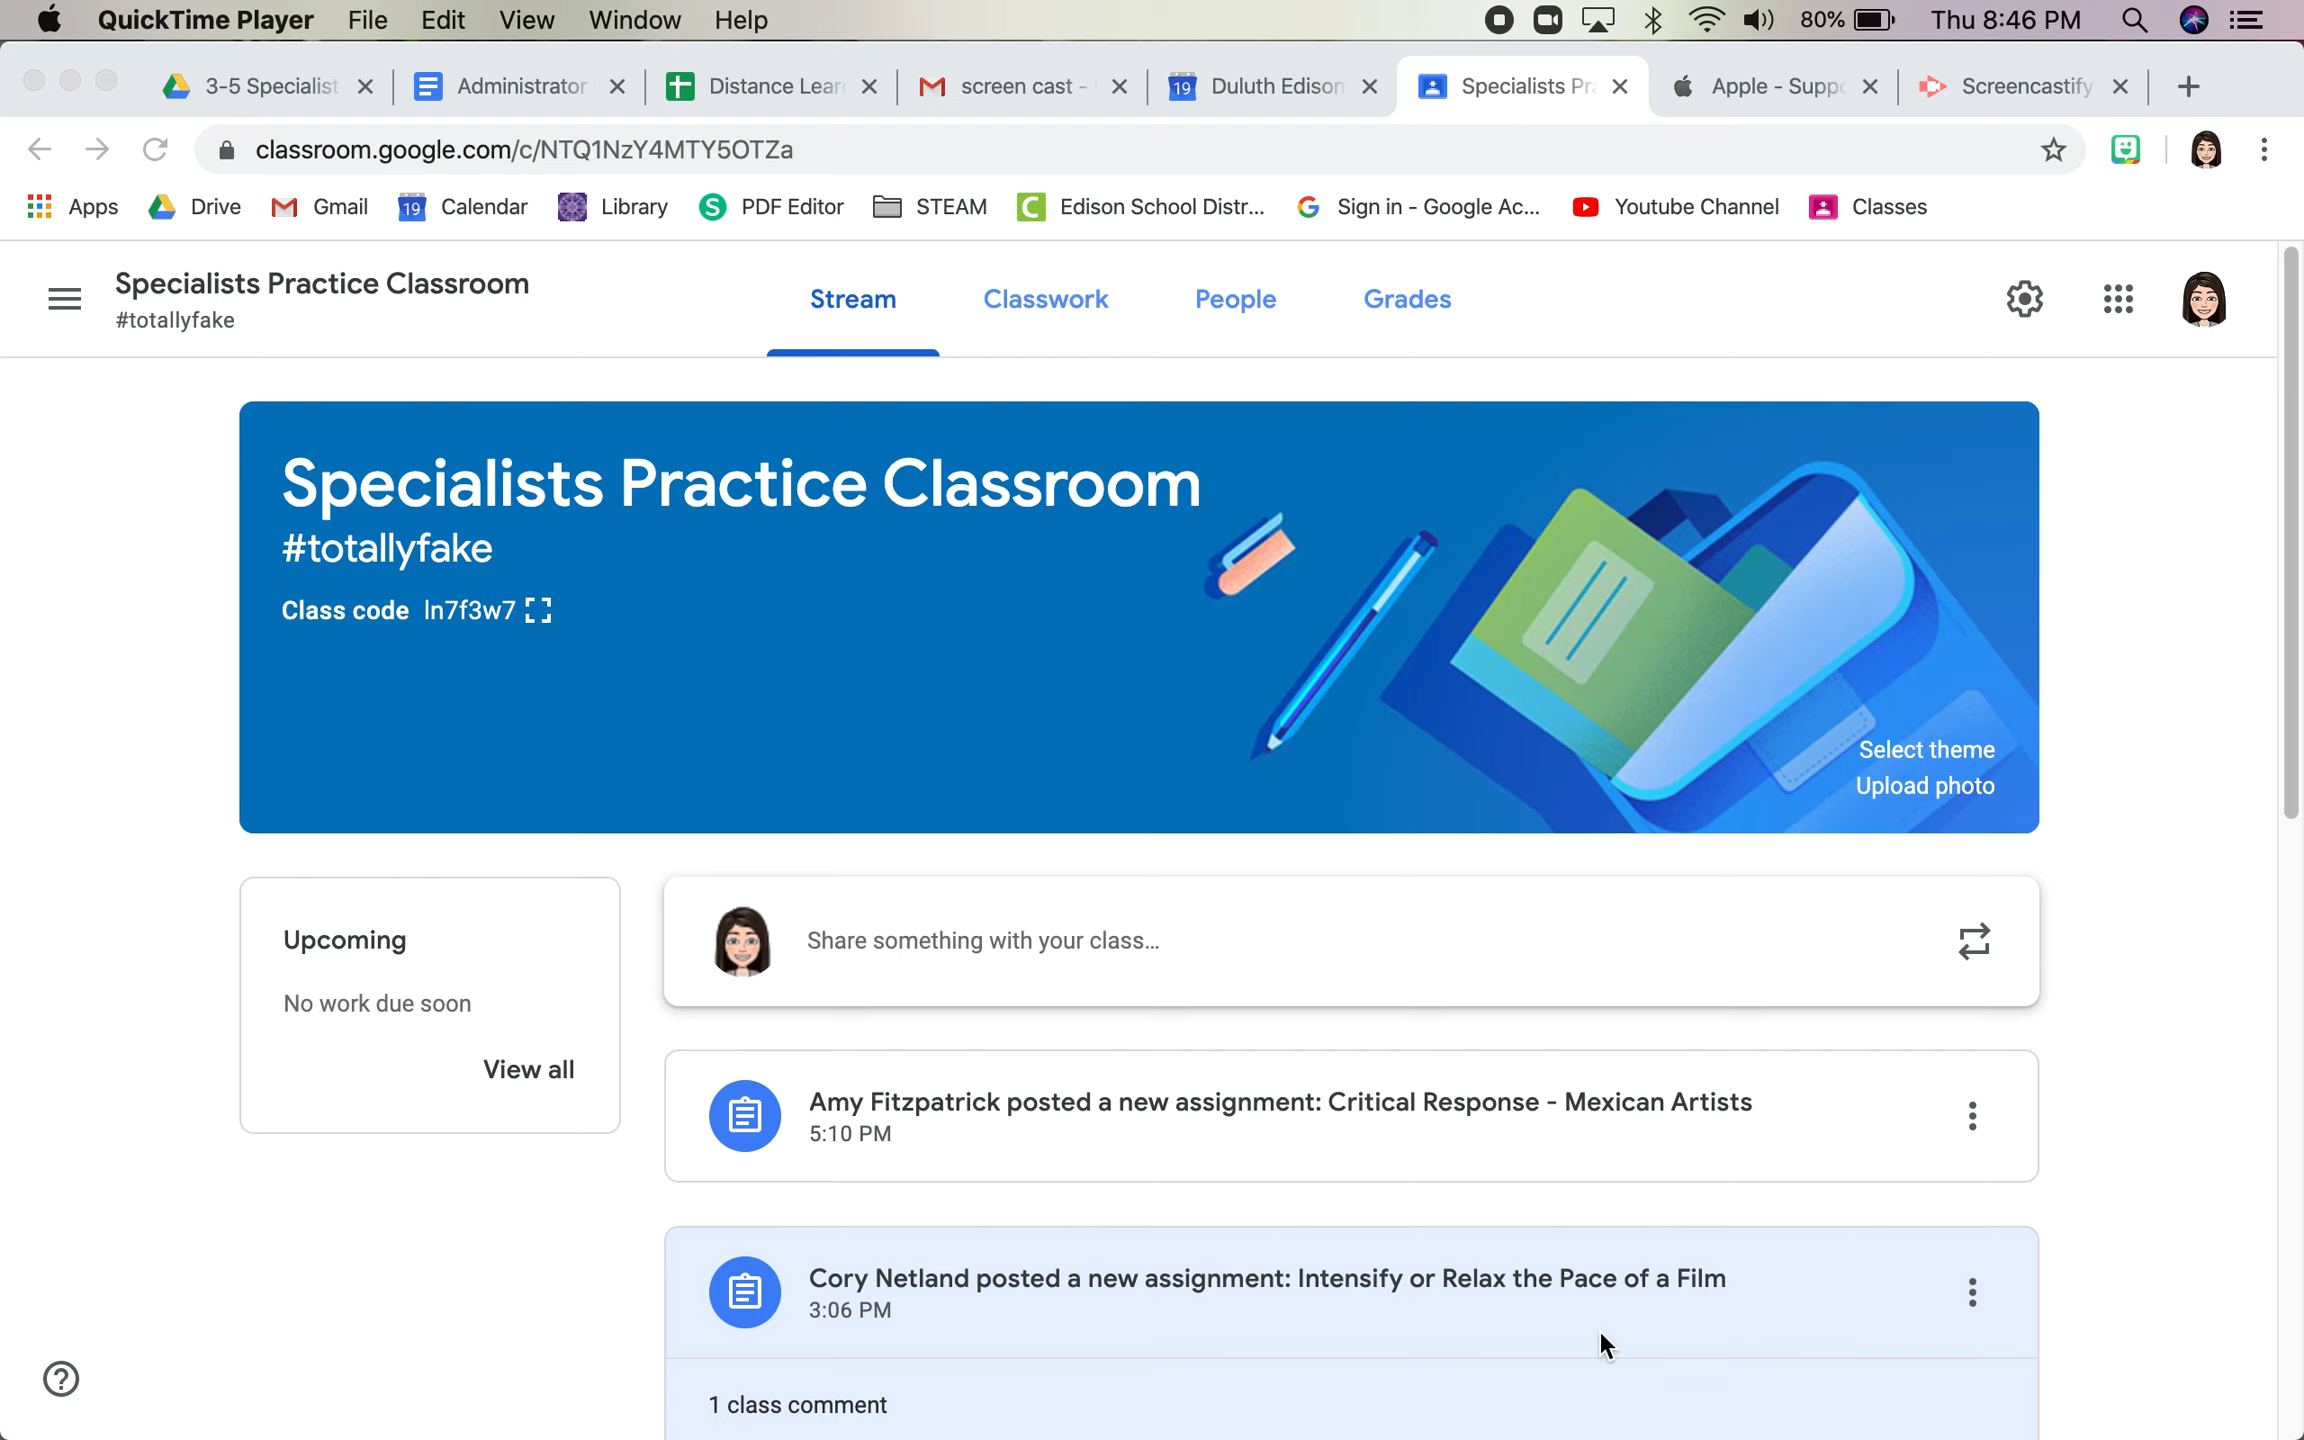 QuickTime Player File Edit View Window Help 80% Thu 8:46 PM
3-5 Specialist Administrator Distance Lear screen cast - 19 Duluth Edison Specialists Pra Apple - Suppo Screencastify
classroom.google.com/c/NTQ1NzY4MTY5OTZa
Apps Drive Gmail 19 Calendar Library S PDF Editor STEAM Edison School Distr... Sign in - Google Ac... Youtube Channel Classes
Specialists Practice Classroom
#totallyfake
Stream Classwork People Grades
Specialists Practice Classroom
#totallyfake
Class code ln7f3w7
Select theme
Upload photo
Upcoming
No work due soon
View all
Share something with your class...
Amy Fitzpatrick posted a new assignment: Critical Response - Mexican Artists
5:10 PM
Cory Netland posted a new assignment: Intensify or Relax the Pace of a Film
3:06 PM
1 class comment